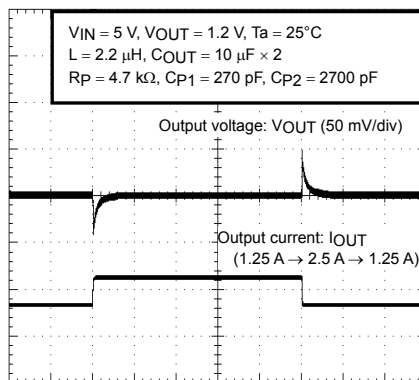 VIN = 5 V, VOUT = 1.2 V, Ta = 25°C
L = 2.2 μH, COUT = 10 μF × 2
RP = 4.7 kΩ, CP1 = 270 pF, CP2 = 2700 pF
Output voltage: VOUT (50 mV/div)
Output current: IOUT
(1.25 A → 2.5 A → 1.25 A)